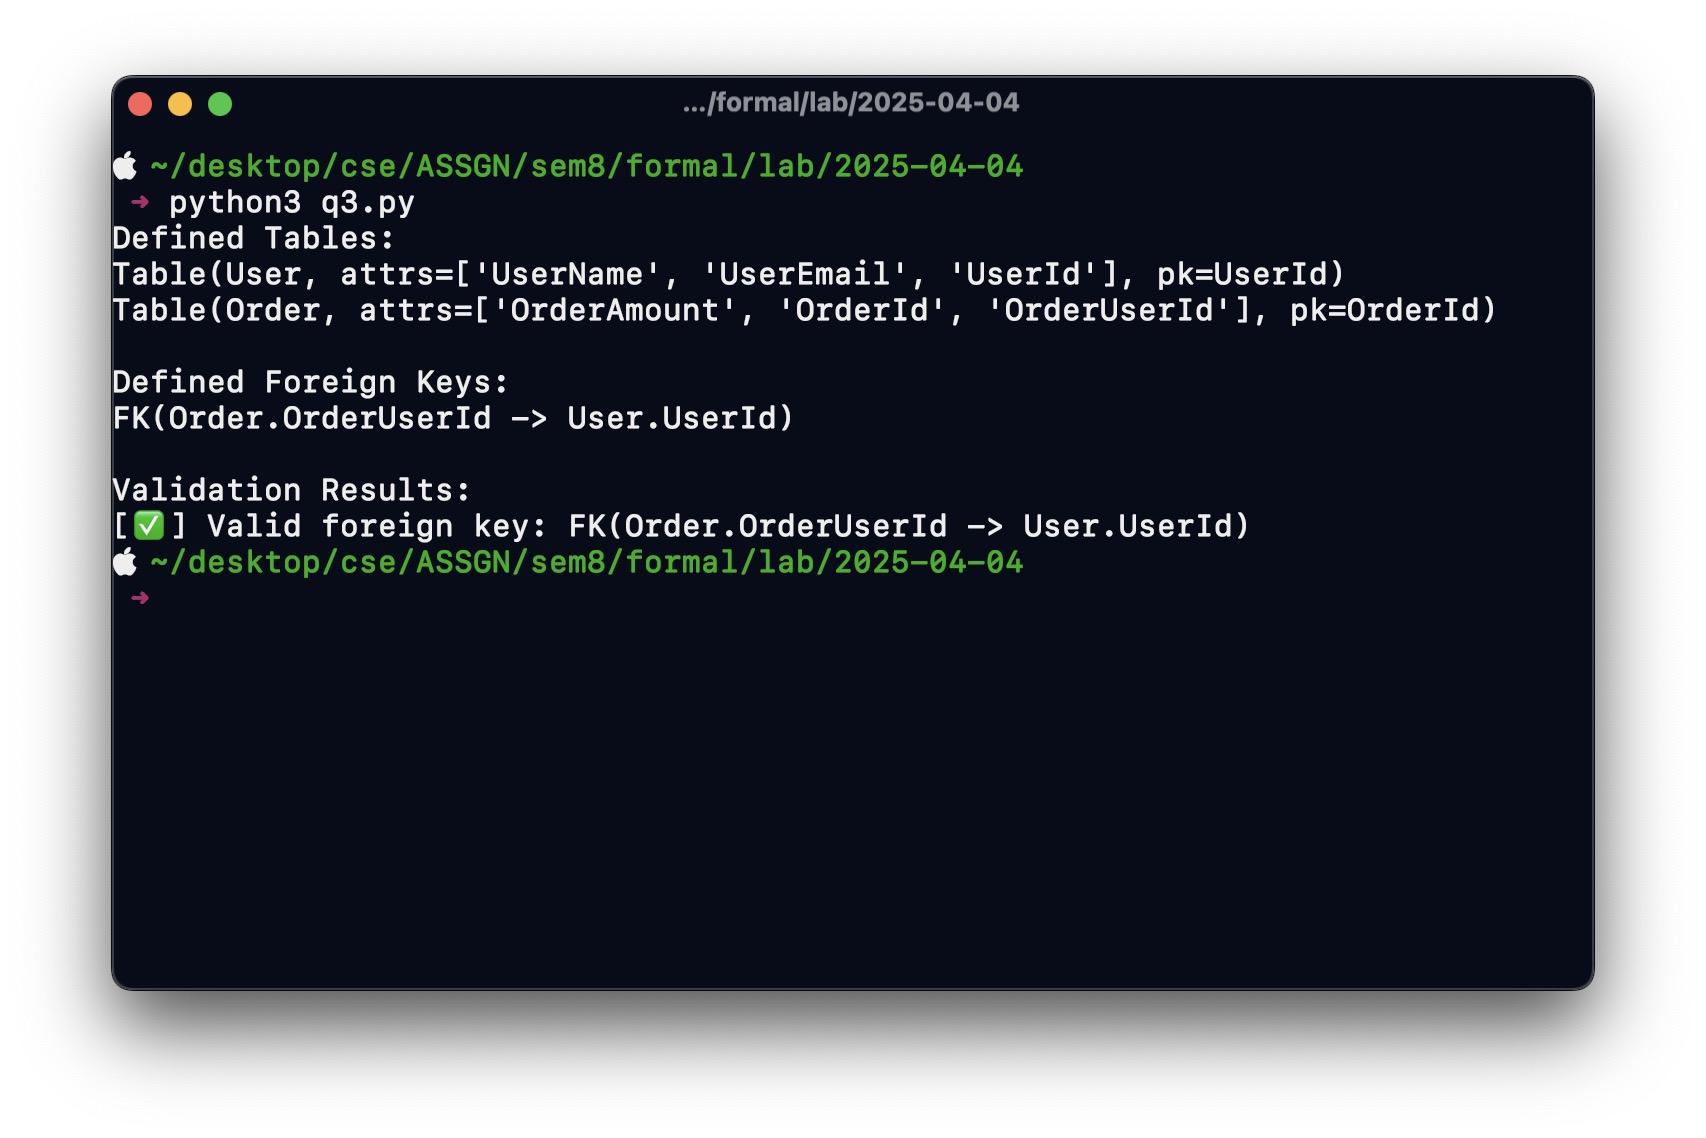 .../formal/lab/2025-04-04
~/desktop/cse/ASSGN/sem8/formal/lab/2025-04-04
➜ python3 q3.py
Defined Tables:
Table(User, attrs=['UserName', 'UserEmail', 'UserId'], pk=UserId)
Table(Order, attrs=['OrderAmount', 'OrderId', 'OrderUserId'], pk=OrderId)
Defined Foreign Keys:
FK(Order.OrderUserId -> User.UserId)
Validation Results:
[✅] Valid foreign key: FK(Order.OrderUserId -> User.UserId)
~/desktop/cse/ASSGN/sem8/formal/lab/2025-04-04
➜